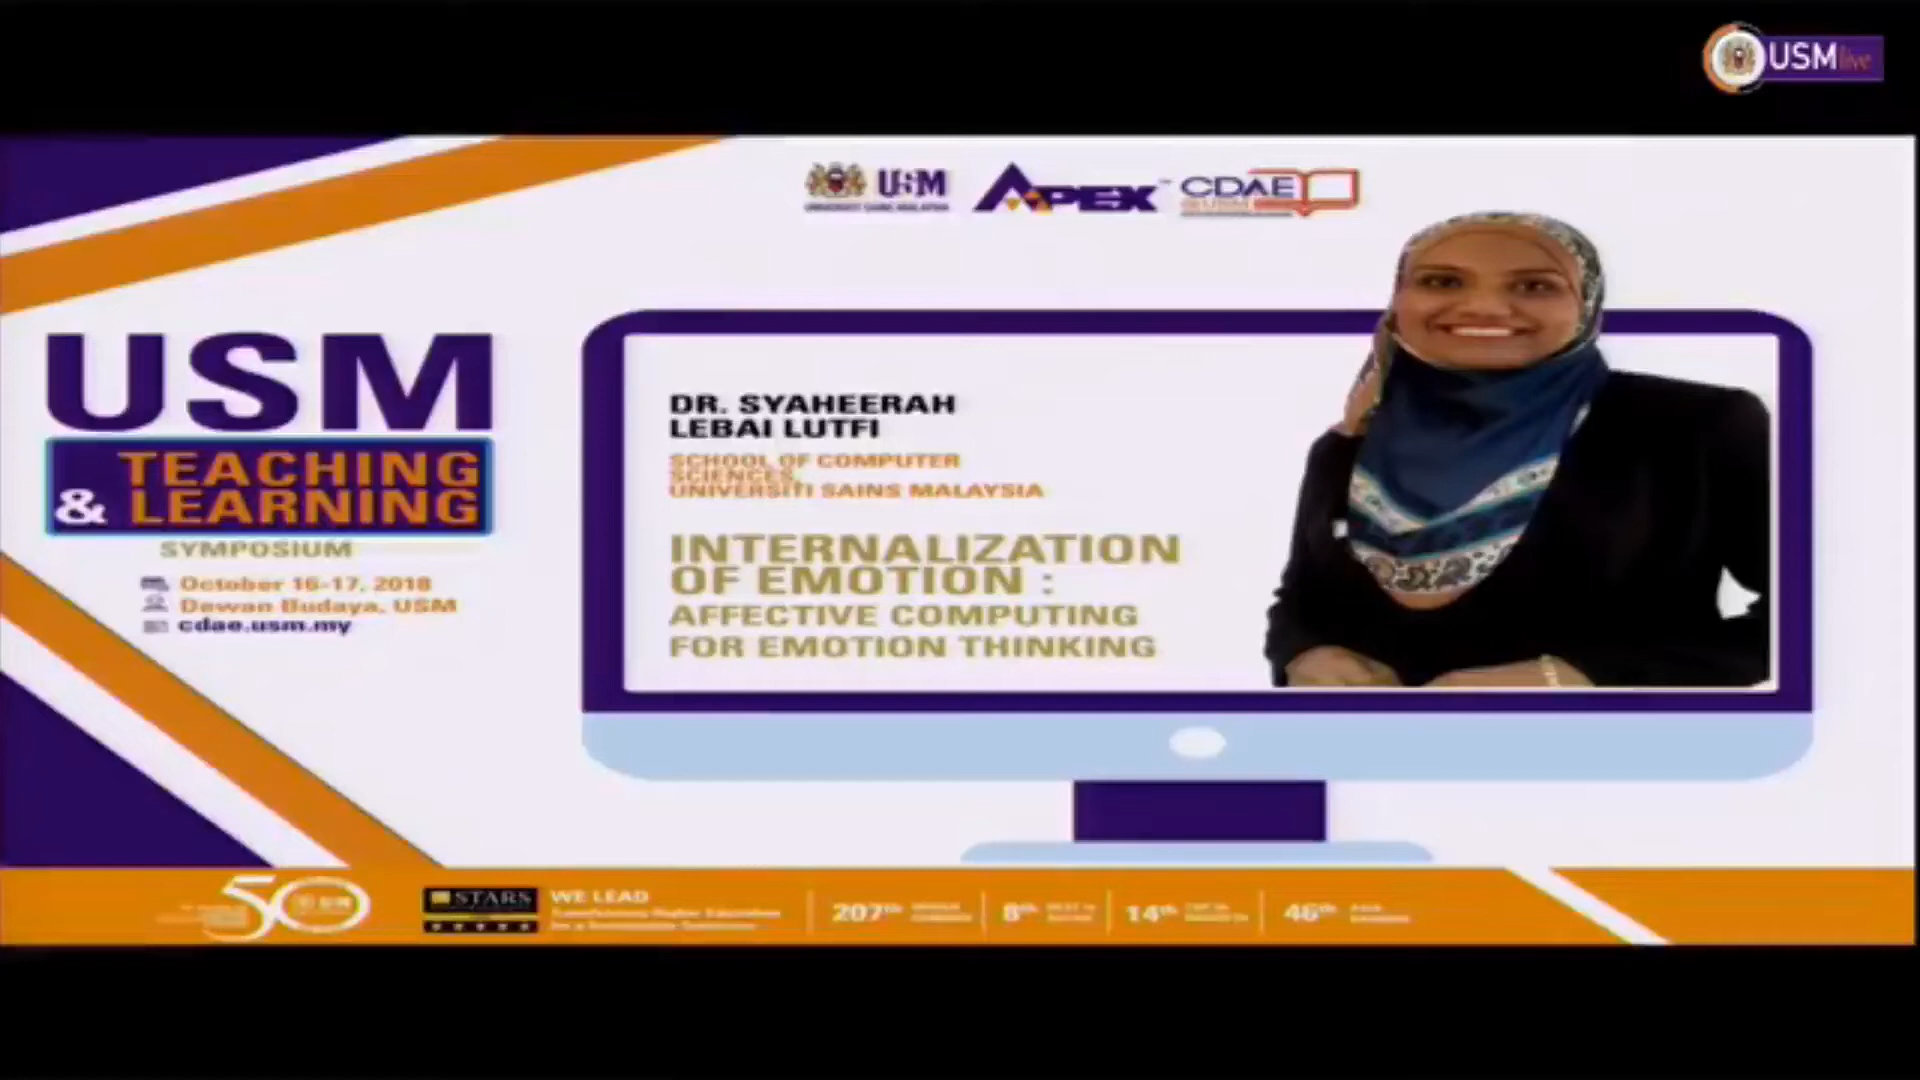 USMlive
USM
APEX
CDAE
USM
TEACHING
& LEARNING
SYMPOSIUM
October 16-17, 2018
Dewan Budaya, USM
cdae.usm.my
DR. SYAHEERAH
LEBAI LUTFI
SCHOOL OF COMPUTER
SCIENCES,
UNIVERSITI SAINS MALAYSIA
INTERNALIZATION
OF EMOTION :
AFFECTIVE COMPUTING
FOR EMOTION THINKING
50
STARS
WE LEAD
207th
8th
14th
46th